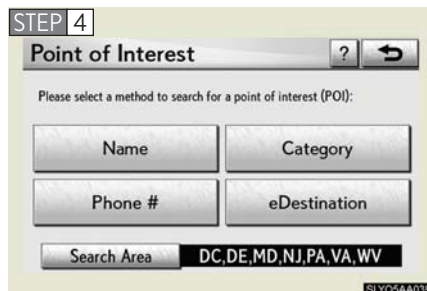 STEP 4
Point of Interest ?
Please select a method to search for a point of interest (POI):
Name Category
Phone # eDestination
Search Area DC,DE,MD,NJ,PA,VA,WV